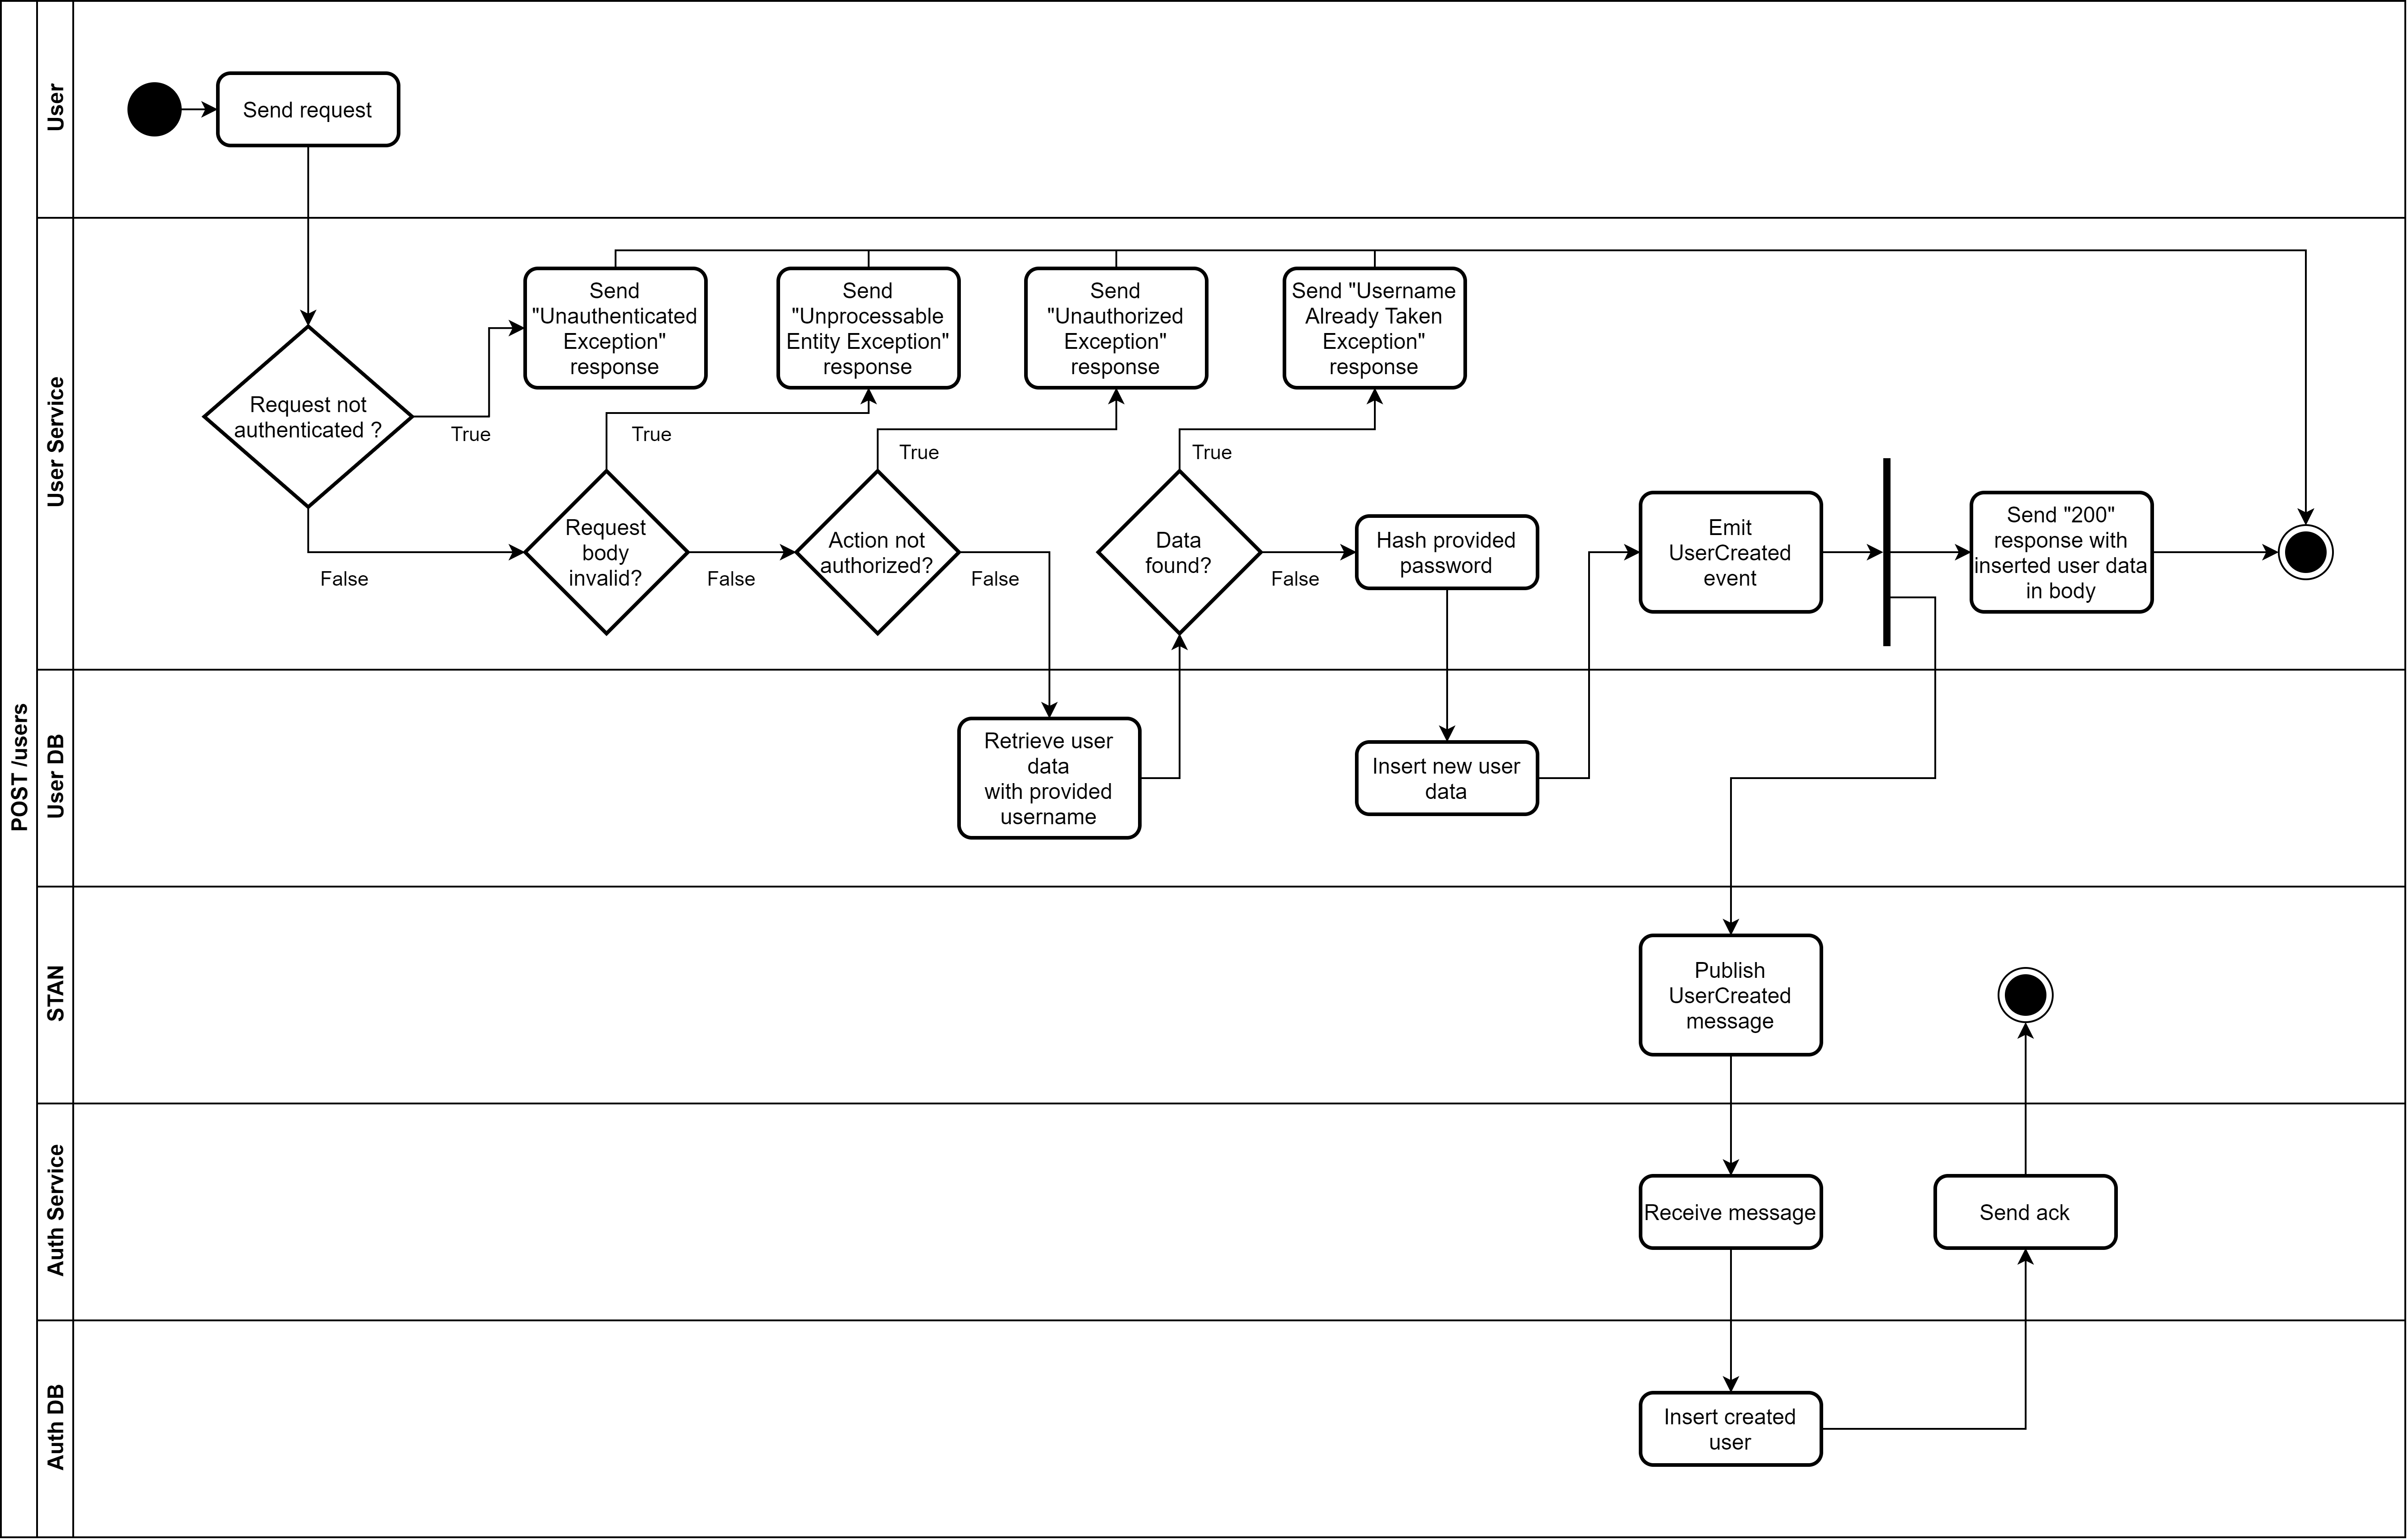 POST /users
User
Send request
User Service
Send
"Unauthenticated
Exception"
response
Send
"Unprocessable
Entity Exception"
response
Send
"Unauthorized
Exception"
response
Send "Username
Already Taken
Exception"
response
Request not
authenticated ?
True
True
True
True
False
Request
body
invalid?
False
Action not
authorized?
False
Data
found?
False
Hash provided
password
Emit
UserCreated
event
Send "200"
response with
inserted user data
in body
User DB
Retrieve user
data
with provided
username
Insert new user
data
STAN
Publish
UserCreated
message
Auth Service
Receive message
Send ack
Auth DB
Insert created
user